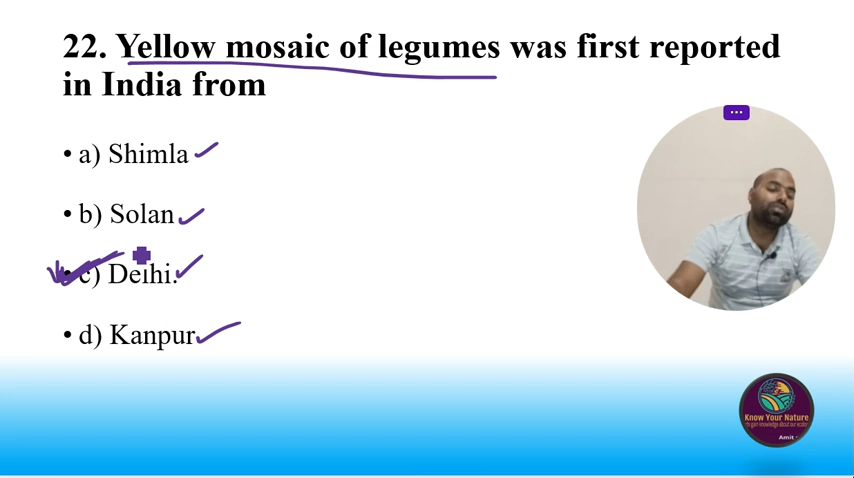 22. Yellow mosaic of legumes was first reported
in India from
• a) Shimla
• b) Solan
• c) Delhi.
• d) Kanpur
Know Your Nature
Amit -